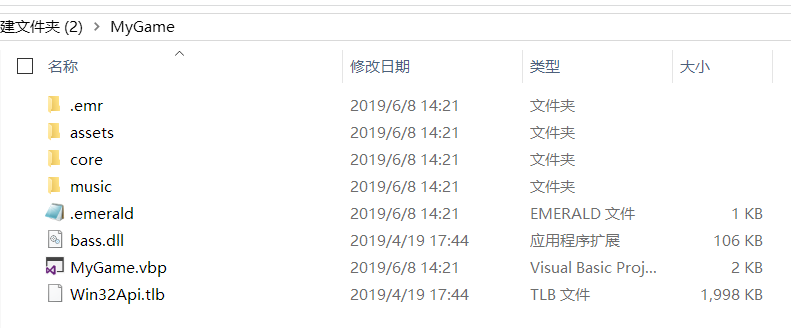 建文件夹 (2) > MyGame
名称 修改日期 类型 大小
.emr 2019/6/8 14:21 文件夹
assets 2019/6/8 14:21 文件夹
core 2019/6/8 14:21 文件夹
music 2019/6/8 14:21 文件夹
.emerald 2019/6/8 14:21 EMERALD 文件 1 KB
bass.dll 2019/4/19 17:44 应用程序扩展 106 KB
MyGame.vbp 2019/6/8 14:21 Visual Basic Proj... 2 KB
Win32Api.tlb 2019/4/19 17:44 TLB 文件 1,998 KB